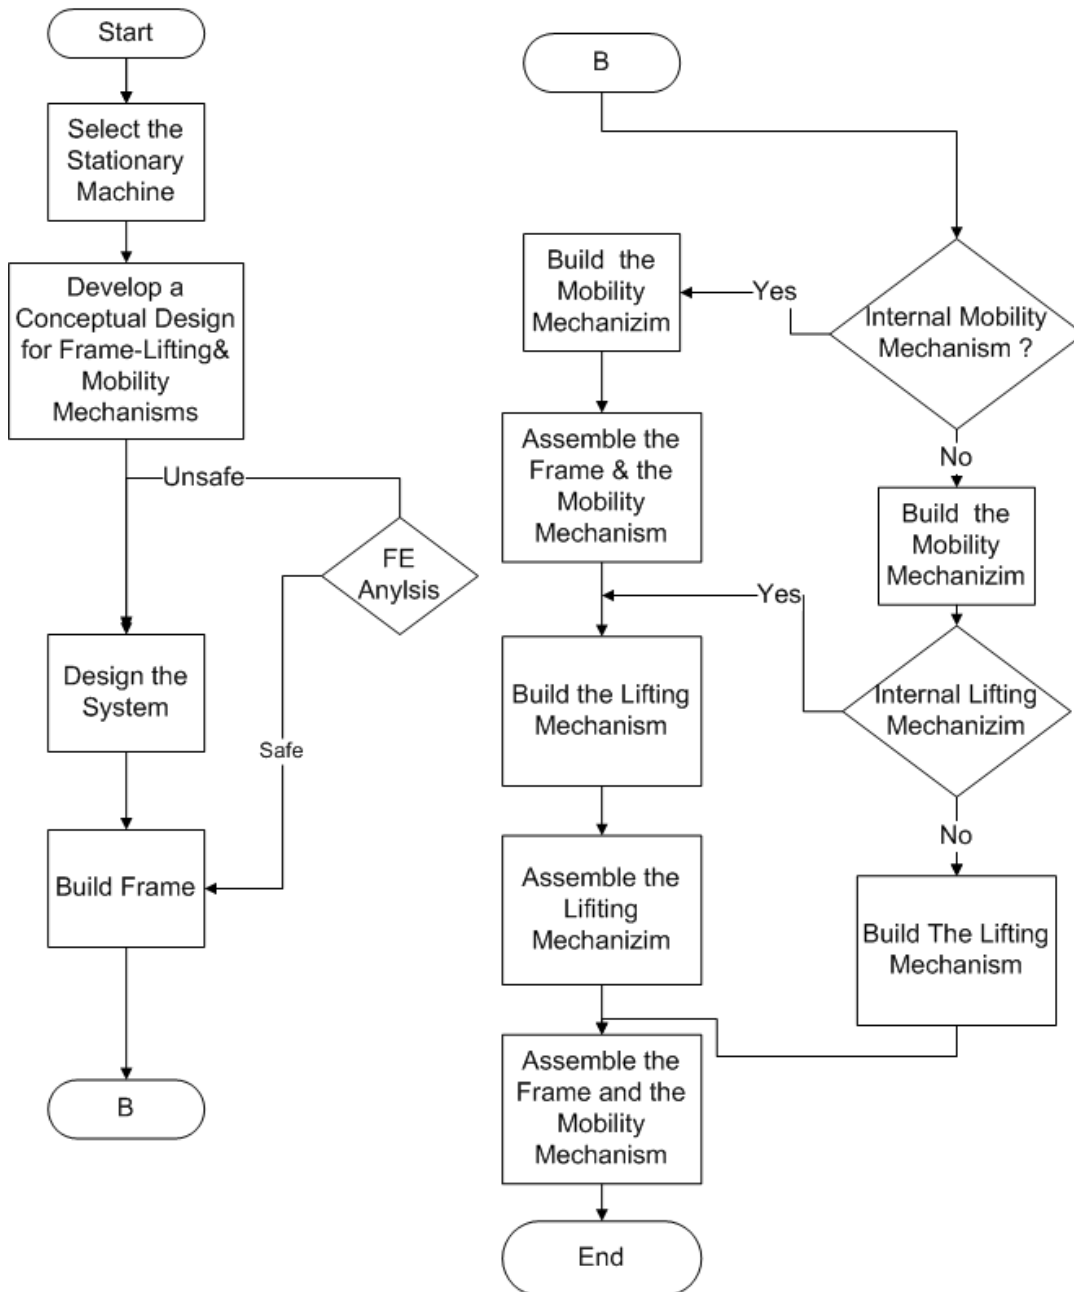 Start
Select the
Stationary
Machine
Develop a
Conceptual Design
for Frame-Lifting&
Mobility
Mechanisms
Unsafe
FE
Anylsis
Design the
System
Safe
Build Frame
B
B
Internal Mobility
Mechanism ?
Yes
Build the
Mobility
Mechanizim
Assemble the
Frame & the
Mobility
Mechanism
No
Build the
Mobility
Mechanizim
Internal Lifting
Mechanizim
Yes
Build the Lifting
Mechanism
No
Build The Lifting
Mechanism
Assemble the
Lifiting
Mechanizim
Assemble the
Frame and the
Mobility
Mechanism
End